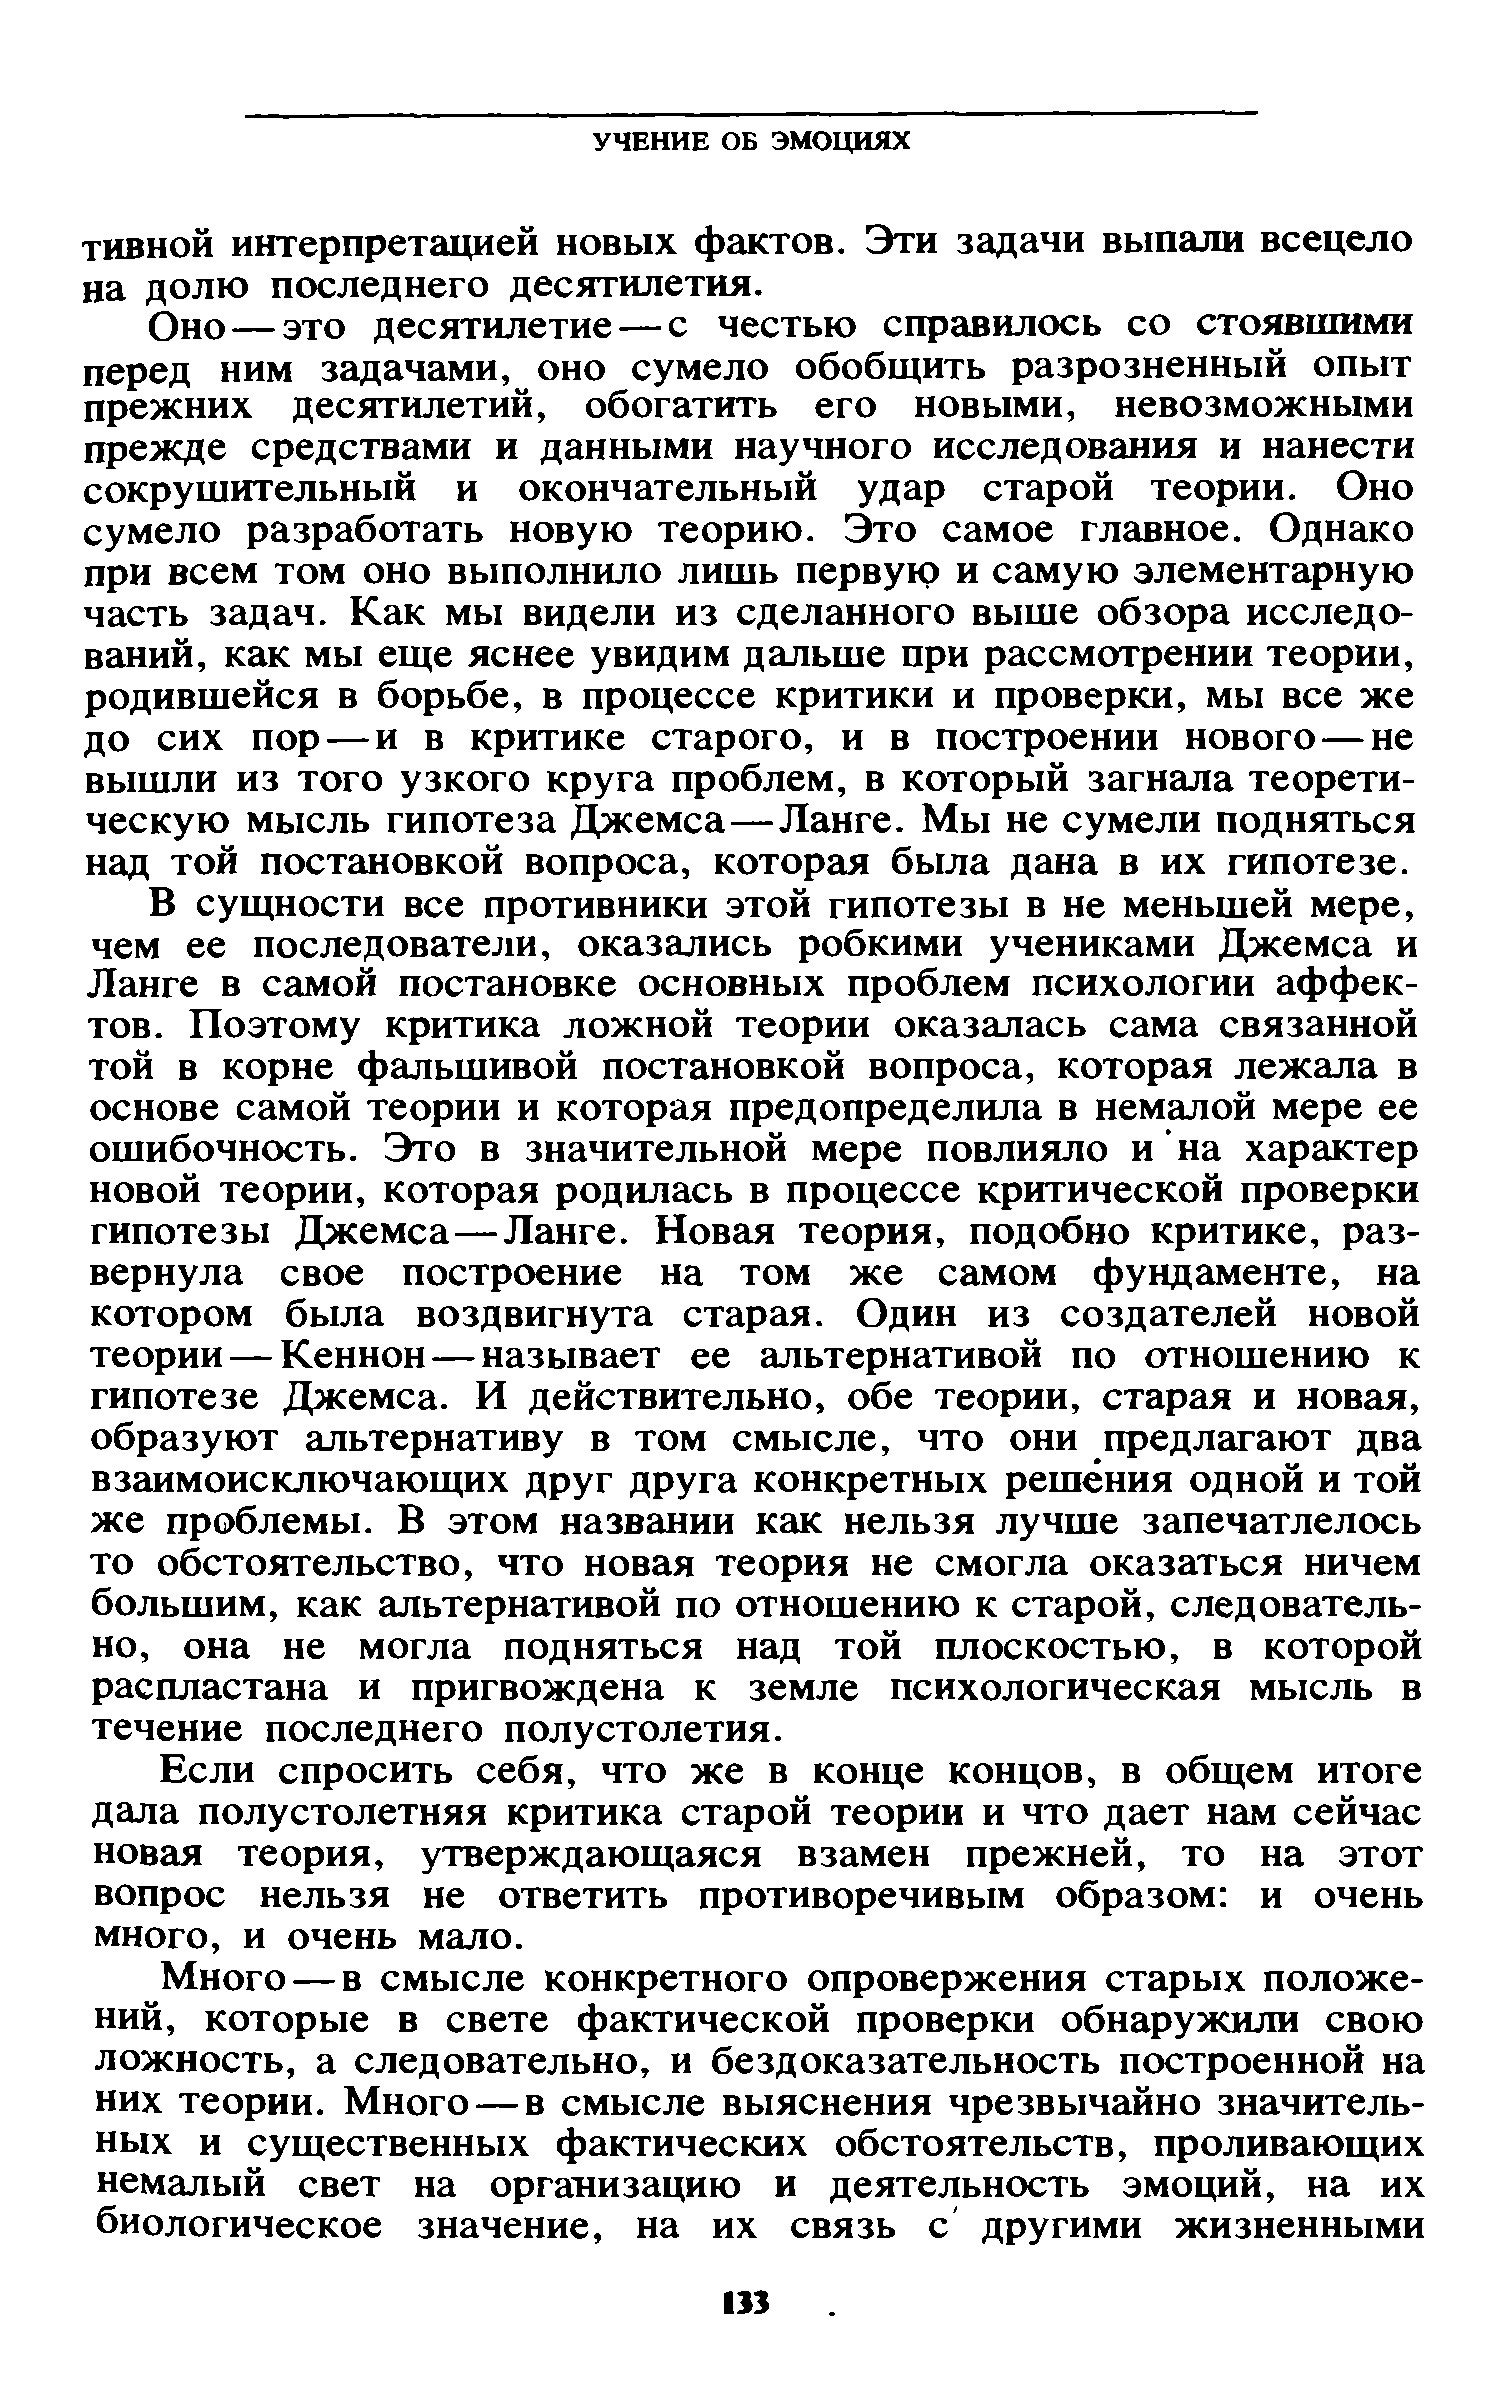 УЧЕНИЕ ОБ ЭМОЦИЯХ
тивной интерпретацией новых фактов. Эти задачи выпали всецело
на долю последнего десятилетия.
Оно — это десятилетие — с честью справилось со стоявшими
перед ним задачами, оно сумело обобщить разрозненный опыт
прежних десятилетий, обогатить его новыми, невозможными
прежде средствами и данными научного исследования и нанести
сокрушительный и окончательный удар старой теории. Оно
сумело разработать новую теорию. Это самое главное. Однако
при всем том оно выполнило лишь первую и самую элементарную
часть задач. Как мы видели из сделанного выше обзора исследо-
ваний, как мы еще яснее увидим дальше при рассмотрении теории,
родившейся в борьбе, в процессе критики и проверки, мы все же
до сих пор — и в критике старого, и в построении нового — не
вышли из того узкого круга проблем, в который загнала теорети-
ческую мысль гипотеза Джемса — Ланге. Мы не сумели подняться
над той постановкой вопроса, которая была дана в их гипотезе.
В сущности все противники этой гипотезы в не меньшей мере,
чем ее последователи, оказались робкими учениками Джемса и
Ланге в самой постановке основных проблем психологии аффек-
тов. Поэтому критика ложной теории оказалась сама связанной
той в корне фальшивой постановкой вопроса, которая лежала в
основе самой теории и которая предопределила в немалой мере ее
ошибочность. Это в значительной мере повлияло и на характер
новой теории, которая родилась в процессе критической проверки
гипотезы Джемса — Ланге. Новая теория, подобно критике, раз-
вернула свое построение на том же самом фундаменте, на
котором была воздвигнута старая. Один из создателей новой
теории — Кеннон — называет ее альтернативой по отношению к
гипотезе Джемса. И действительно, обе теории, старая и новая,
образуют альтернативу в том смысле, что они предлагают два
взаимоисключающих друг друга конкретных решения одной и той
же проблемы. В этом названии как нельзя лучше запечатлелось
то обстоятельство, что новая теория не смогла оказаться ничем
большим, как альтернативой по отношению к старой, следователь-
но, она не могла подняться над той плоскостью, в которой
распластана и пригвождена к земле психологическая мысль в
течение последнего полустолетия.
Если спросить себя, что же в конце концов, в общем итоге
дала полустолетняя критика старой теории и что дает нам сейчас
новая теория, утверждающаяся взамен прежней, то на этот
вопрос нельзя не ответить противоречивым образом: и очень
много, и очень мало.
Много — в смысле конкретного опровержения старых положе-
ний, которые в свете фактической проверки обнаружили свою
ложность, а следовательно, и бездоказательность построенной на
них теории. Много — в смысле выяснения чрезвычайно значитель-
ных и существенных фактических обстоятельств, проливающих
немалый свет на организацию и деятельность эмоций, на их
биологическое значение, на их связь с другими жизненными
133